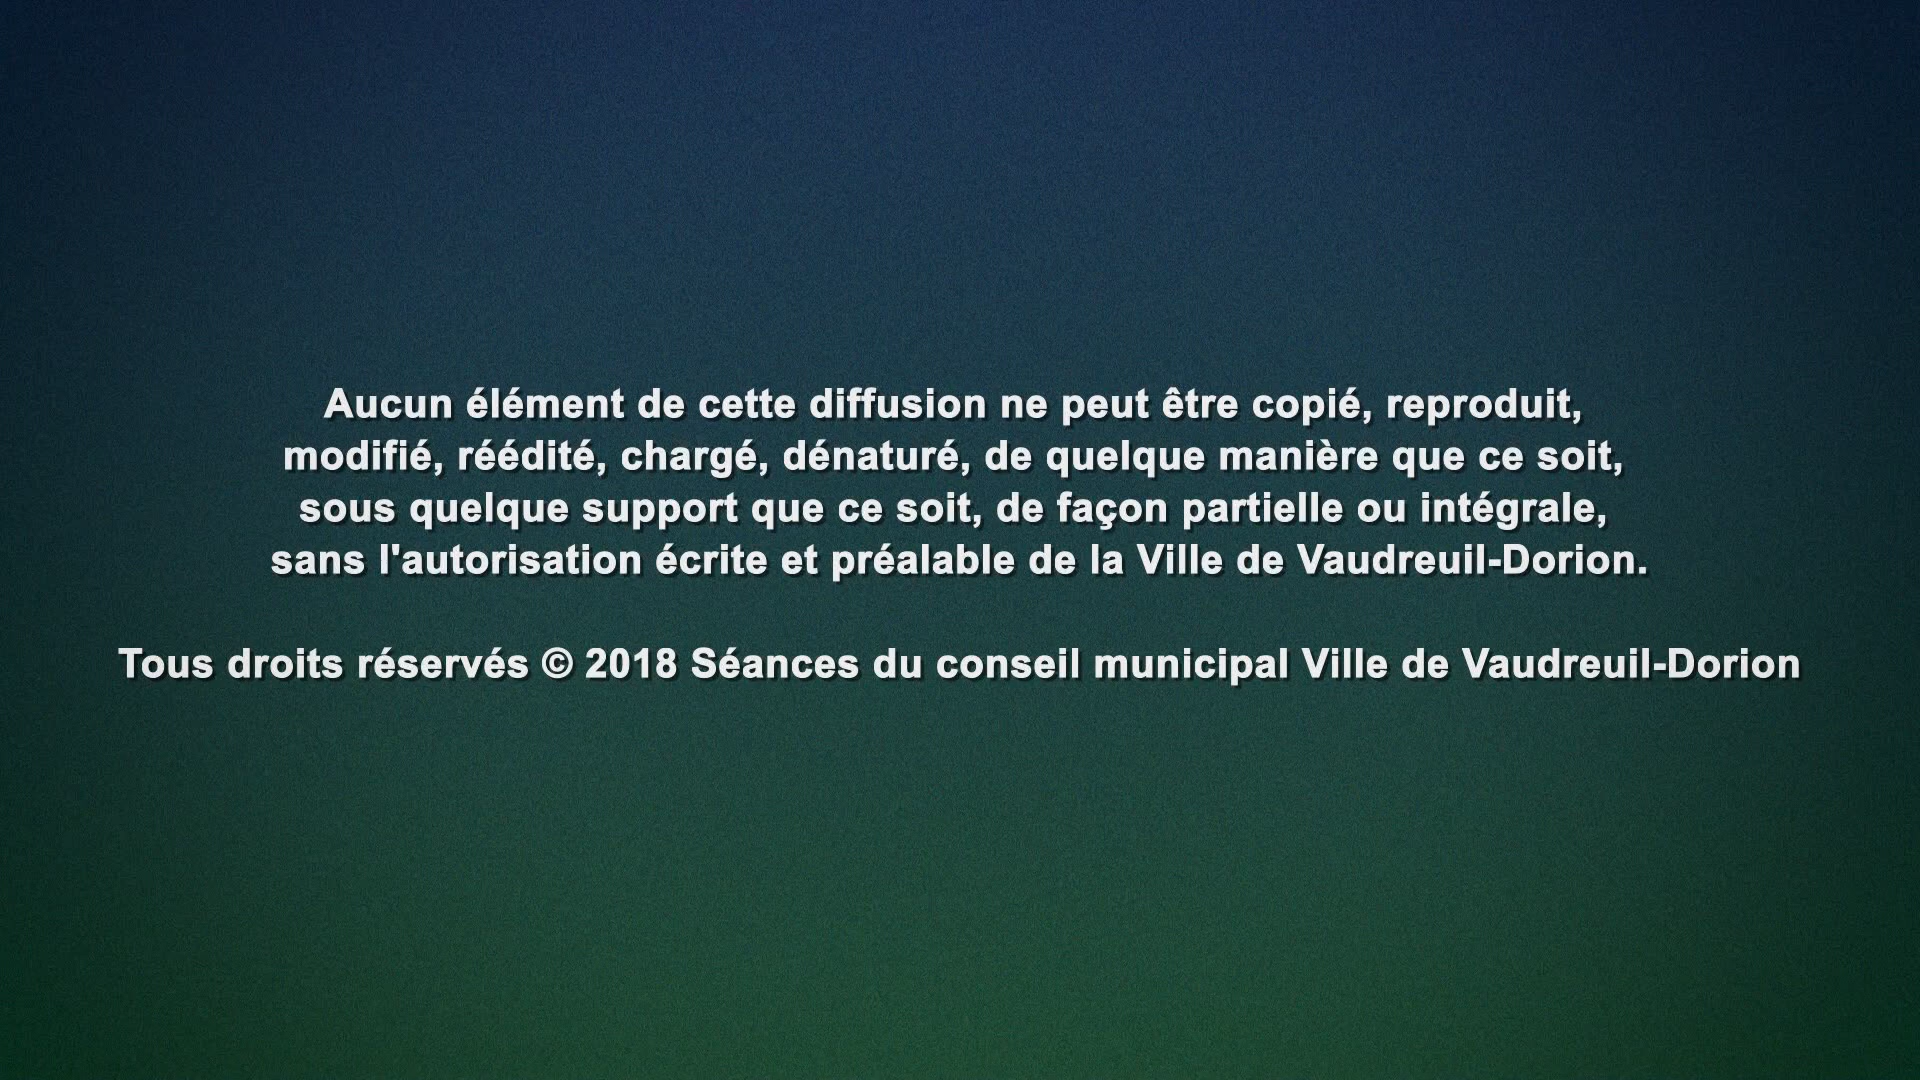 Aucun élément de cette diffusion ne peut être copié, reproduit,
modifié, réédité, chargé, dénaturé, de quelque manière que ce soit,
sous quelque support que ce soit, de façon partielle ou intégrale,
sans l'autorisation écrite et préalable de la Ville de Vaudreuil-Dorion.
Tous droits réservés © 2018 Séances du conseil municipal Ville de Vaudreuil-Dorion